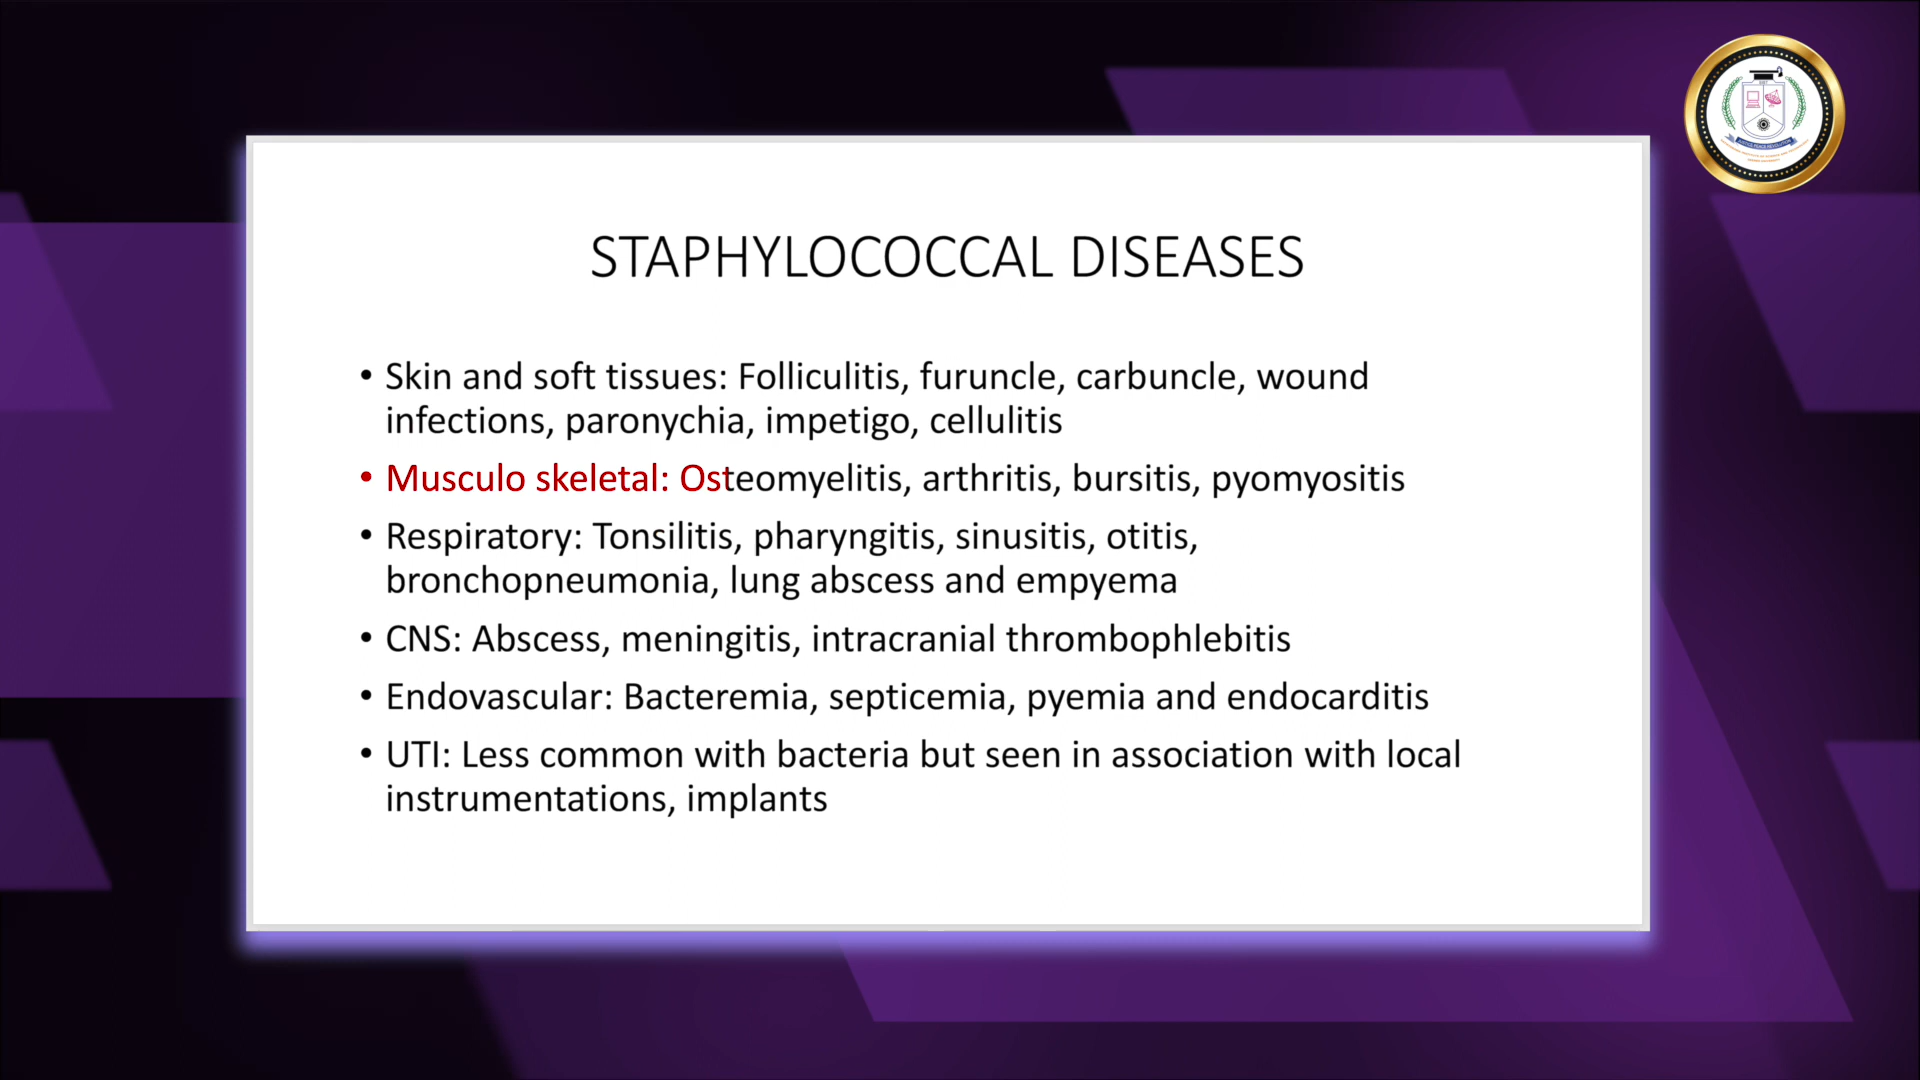 STAPHYLOCOCCAL DISEASES
• Skin and soft tissues: Folliculitis, furuncle, carbuncle, wound
infections, paronychia, impetigo, cellulitis
• Musculo skeletal: Osteomyelitis, arthritis, bursitis, pyomyositis
• Respiratory: Tonsilitis, pharyngitis, sinusitis, otitis,
bronchopneumonia, lung abscess and empyema
• CNS: Abscess, meningitis, intracranial thrombophlebitis
• Endovascular: Bacteremia, septicemia, pyemia and endocarditis
• UTI: Less common with bacteria but seen in association with local
instrumentations, implants